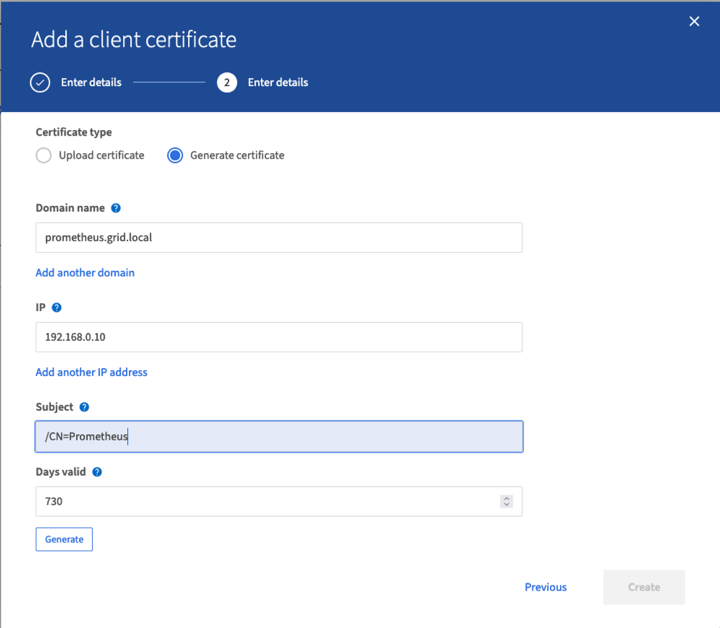 Add a client certificate
Enter details
2 Enter details
Certificate type
Upload certificate Generate certificate
Domain name ?
prometheus.grid.local
Add another domain
IP ?
192.168.0.10
Add another IP address
Subject ?
/CN=Prometheus
Days valid ?
730
Generate
Previous Create